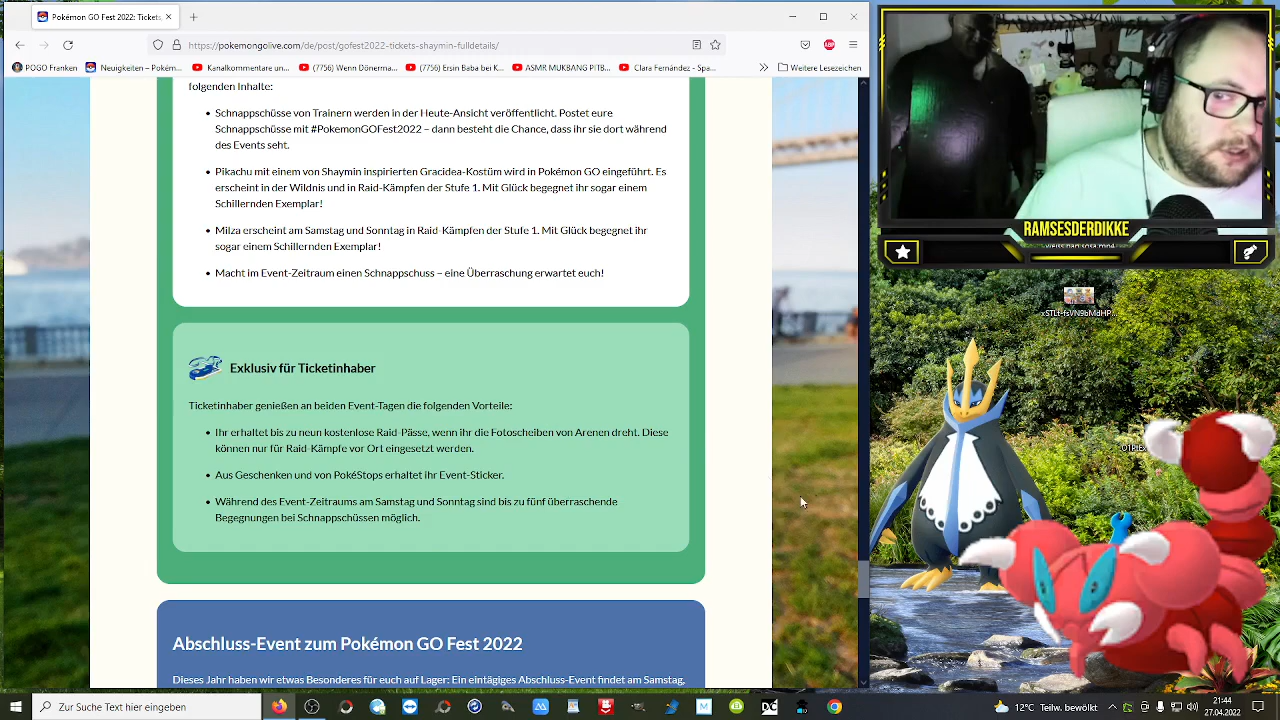 Pokémon GO Fest 2022: Tickets
https://pokemongolive.com/de/post/gofest2022-tickets-shaymin-fulldetails/
POGO Franken
Neuigkeiten – Pokém...
Kanalkommentare un...
(7756) Wenn Germa...
(7756) Ersin Baba bei K...
ASMR MUKBANG PITB...
Clara Fernández - Spa...
Weitere Lesezeichen
folgenden Inhalte:
Schnappschüsse von Trainern werden in der Heute-Ansicht veröffentlicht. Postet eure
Schnappschüsse mit #PokemonGOFest2022 – dann besteht die Chance, dass ihr sie dort während
des Events seht.
Pikachu mit einem von Shaymin inspirierten Gracidea-Kostüm wird in Pokémon GO eingeführt. Es
erscheint in der Wildnis und in Raid-Kämpfen der Stufe 1. Mit Glück begegnet ihr sogar einem
Schillernden Exemplar!
Milza erscheint am Samstag und Sonntag in Raid-Kämpfen der Stufe 1. Mit Glück begegnet ihr
sogar einem Schillernden Exemplar!
Macht im Event-Zeitraum einen Schnappschuss – eine Überraschung erwartet euch!
Exklusiv für Ticketinhaber
Ticketinhaber genießen an beiden Event-Tagen die folgenden Vorteile:
Ihr erhaltet bis zu neun kostenlose Raid-Pässe, wenn ihr die Fotoscheiben von Arenen dreht. Diese
können nur für Raid-Kämpfe vor Ort eingesetzt werden.
Aus Geschenken und von PokéStops erhaltet ihr Event-Sticker.
Während des Event-Zeitraums am Samstag und Sonntag sind bis zu fünf überraschende
Begegnungen bei Schnappschüssen möglich.
Abschluss-Event zum Pokémon GO Fest 2022
Dieses Jahr haben wir etwas Besonderes für euch auf Lager: Ein eintägiges Abschluss-Event findet am Samstag,
RAMSESDERDIKKE
Zur Suche Text hier eingeben
12°C Teilw. bewölkt
21:44
27.04.2022